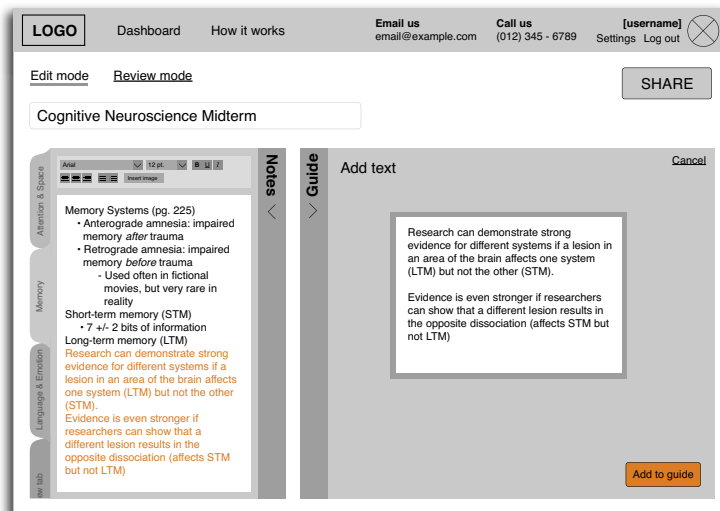 LOGO
Dashboard
How it works
Email us
email@example.com
Call us
(012) 345 - 6789
[username]
Settings Log out
Edit mode
Review mode
SHARE
Cognitive Neuroscience Midterm
Attention & Space
Memory
Language & Emotion
ew tab
Arial
12 pt.
B U I
Insert image
Memory Systems (pg. 225)
• Anterograde amnesia: impaired
memory after trauma
• Retrograde amnesia: impaired
memory before trauma
- Used often in fictional
movies, but very rare in
reality
Short-term memory (STM)
• 7 +/- 2 bits of information
Long-term memory (LTM)
Research can demonstrate strong
evidence for different systems if a
lesion in an area of the brain affects
one system (LTM) but not the other
(STM).
Evidence is even stronger if
researchers can show that a
different lesion results in the
opposite dissociation (affects STM
but not LTM)
Notes
Guide
Add text
Cancel
Research can demonstrate strong
evidence for different systems if a lesion in
an area of the brain affects one system
(LTM) but not the other (STM).
Evidence is even stronger if researchers
can show that a different lesion results in
the opposite dissociation (affects STM but
not LTM)
Add to guide